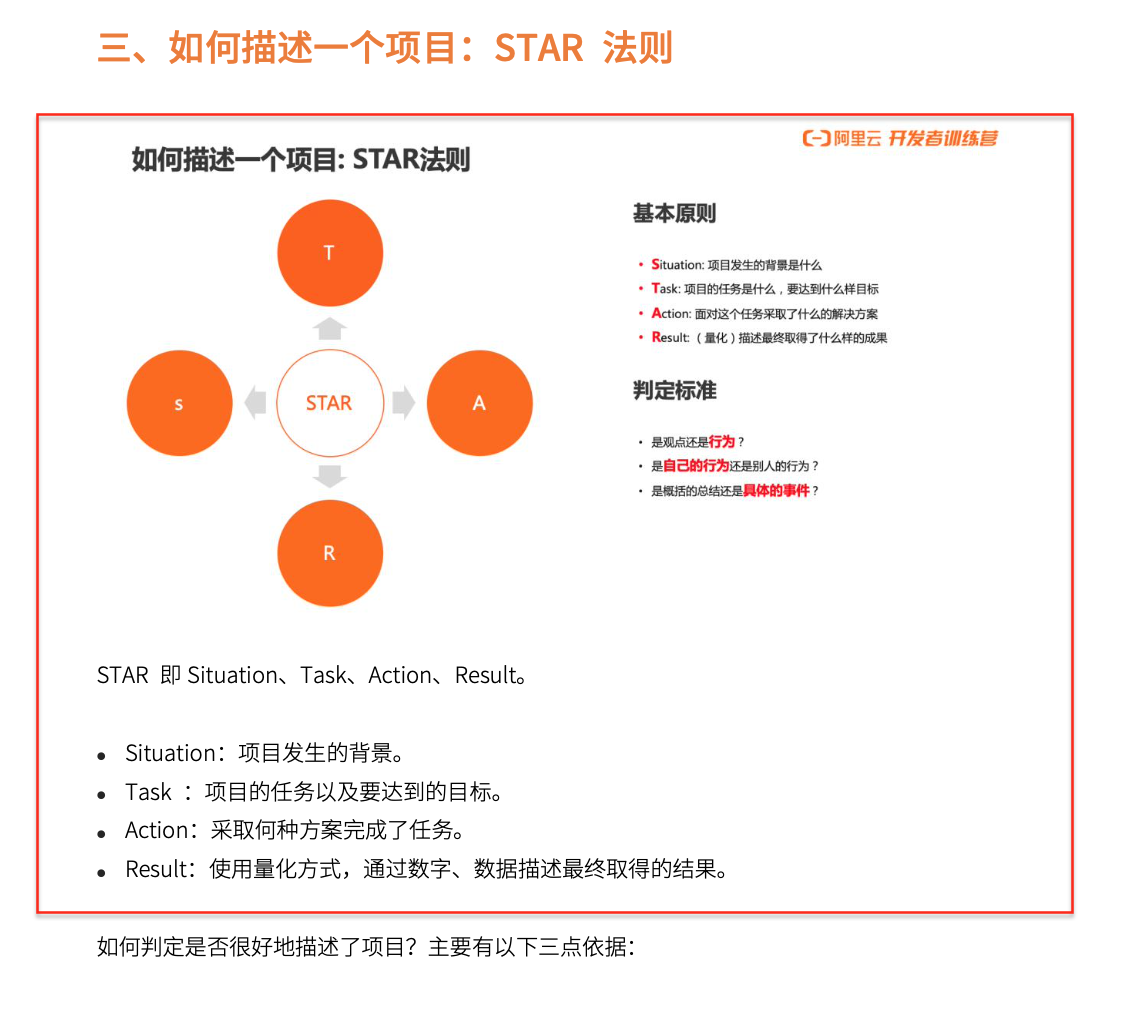 三、如何描述一个项目：STAR 法则
阿里云 开发者训练营
如何描述一个项目: STAR法则
T
s
STAR
A
R
基本原则
• Situation: 项目发生的背景是什么
• Task: 项目的任务是什么，要达到什么样目标
• Action: 面对这个任务采取了什么的解决方案
• Result:（量化）描述最终取得了什么样的成果
判定标准
• 是观点还是行为？
• 是自己的行为还是别人的行为？
• 是概括的总结还是具体的事件？
STAR 即 Situation、Task、Action、Result。
● Situation：项目发生的背景。
● Task ：项目的任务以及要达到的目标。
● Action：采取何种方案完成了任务。
● Result：使用量化方式，通过数字、数据描述最终取得的结果。
如何判定是否很好地描述了项目？主要有以下三点依据：